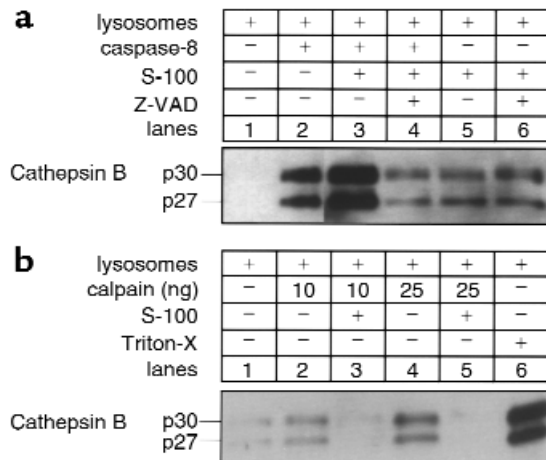 a
lysosomes + + + + + +
caspase-8 − + + + − −
S-100 − − + + + +
Z-VAD − − − + − +
lanes 1 2 3 4 5 6
Cathepsin B p30
p27
b
lysosomes + + + + + +
calpain (ng) − 10 10 25 25 −
S-100 − − + − + −
Triton-X − − − − − +
lanes 1 2 3 4 5 6
Cathepsin B p30
p27